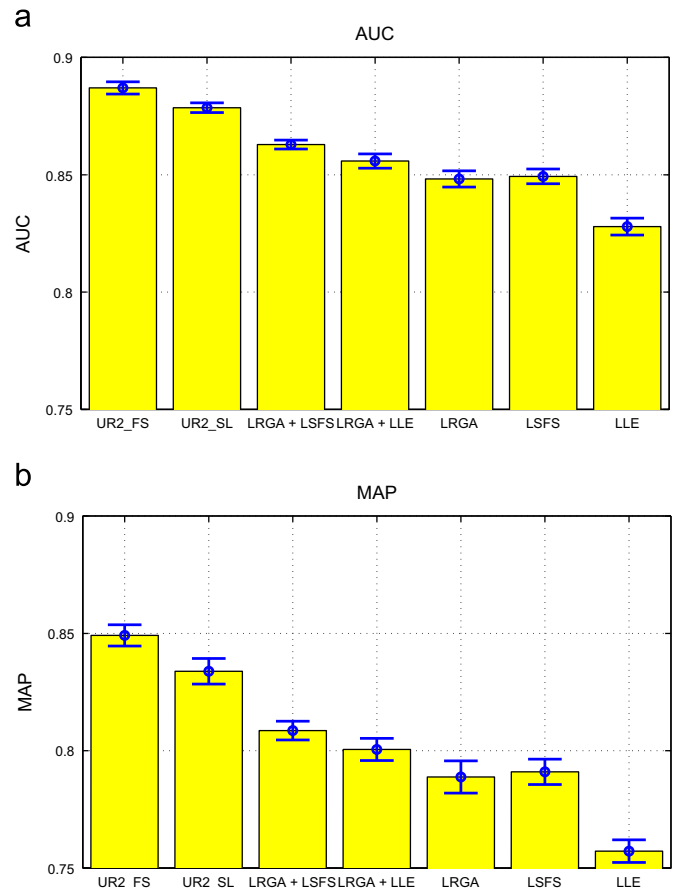 a
AUC
0.9
0.85
0.8
0.75
AUC
UR2_FS UR2_SL LRGA + LSFS LRGA + LLE LRGA LSFS LLE
b
MAP
0.9
0.85
0.8
0.75
MAP
UR2_FS UR2_SL LRGA + LSFS LRGA + LLE LRGA LSFS LLE